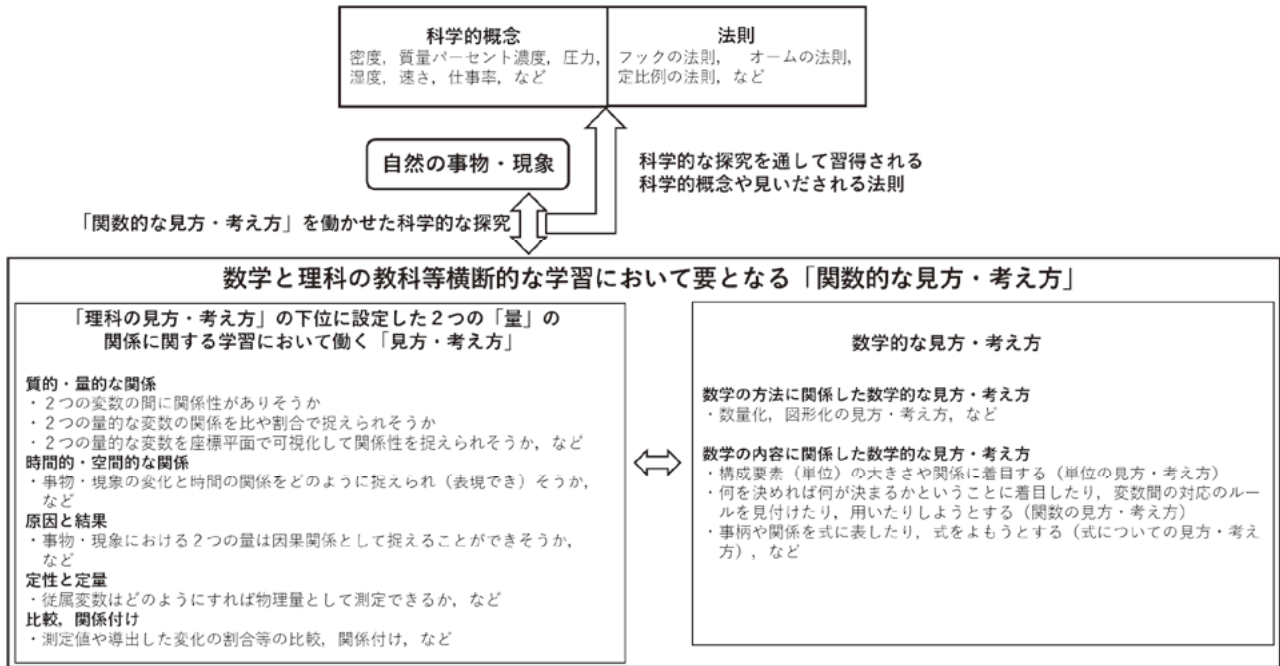 科学的概念
密度，質量パーセント濃度，圧力，
湿度，速さ，仕事率，など
法則
フックの法則，　オームの法則，
定比例の法則，など
自然の事物・現象
科学的な探究を通して習得される
科学的概念や見いだされる法則
「関数的な見方・考え方」を働かせた科学的な探究
数学と理科の教科等横断的な学習において要となる「関数的な見方・考え方」
「理科の見方・考え方」の下位に設定した２つの「量」の
関係に関する学習において働く「見方・考え方」
質的・量的な関係
・２つの変数の間に関係性がありそうか
・２つの量的な変数の関係を比や割合で捉えられそうか
・２つの量的な変数を座標平面で可視化して関係性を捉えられそうか，など
時間的・空間的な関係
・事物・現象の変化と時間の関係をどのように捉えられ（表現でき）そうか，
など
原因と結果
・事物・現象における２つの量は因果関係として捉えることができそうか，
など
定性と定量
・従属変数はどのようにすれば物理量として測定できるか，など
比較，関係付け
・測定値や導出した変化の割合等の比較，関係付け，など
数学的な見方・考え方
数学の方法に関係した数学的な見方・考え方
・数量化，図形化の見方・考え方，など
数学の内容に関係した数学的な見方・考え方
・構成要素（単位）の大きさや関係に着目する（単位の見方・考え方）
・何を決めれば何が決まるかということに着目したり，変数間の対応のルー
ルを見付けたり，用いたりしようとする（関数の見方・考え方）
・事柄や関係を式に表したり，式をよもうとする（式についての見方・考え
方），など